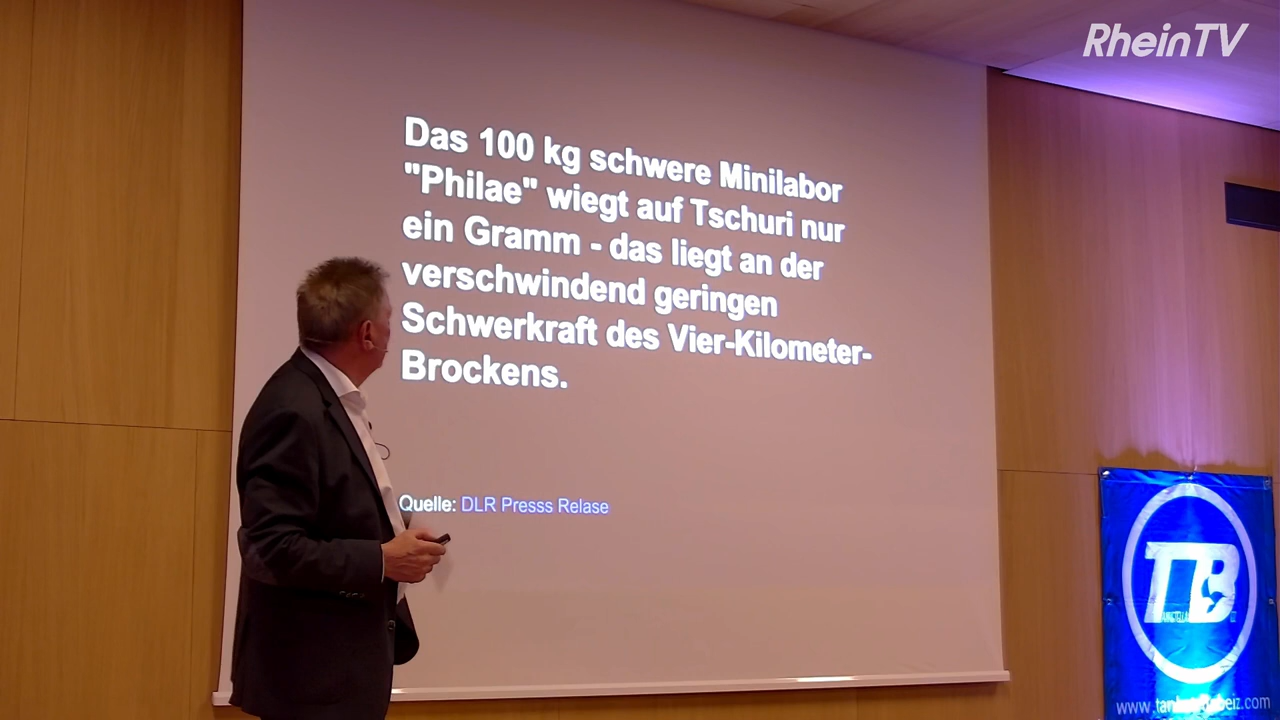 RheinTV
Das 100 kg schwere Minilabor
"Philae" wiegt auf Tschuri nur
ein Gramm - das liegt an der
verschwindend geringen
Schwerkraft des Vier-Kilometer-
Brockens.
Quelle: DLR Presss Relase
TB